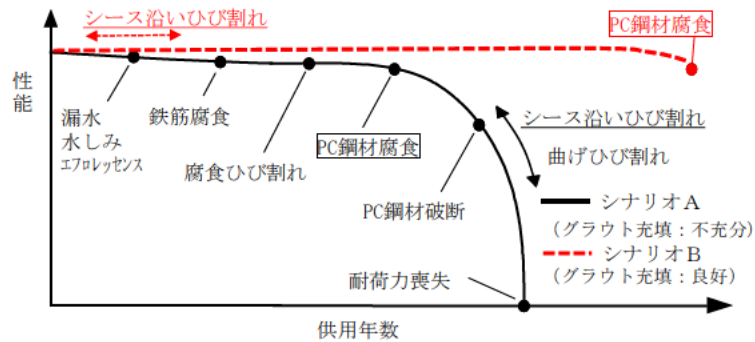 シース沿いひび割れ
PC鋼材腐食
性能
漏水
水しみ
エフロレッセンス
鉄筋腐食
腐食ひび割れ
PC鋼材腐食
PC鋼材破断
シース沿いひび割れ
曲げひび割れ
シナリオA
(グラウト充填：不充分)
シナリオB
(グラウト充填：良好)
耐荷力喪失
供用年数